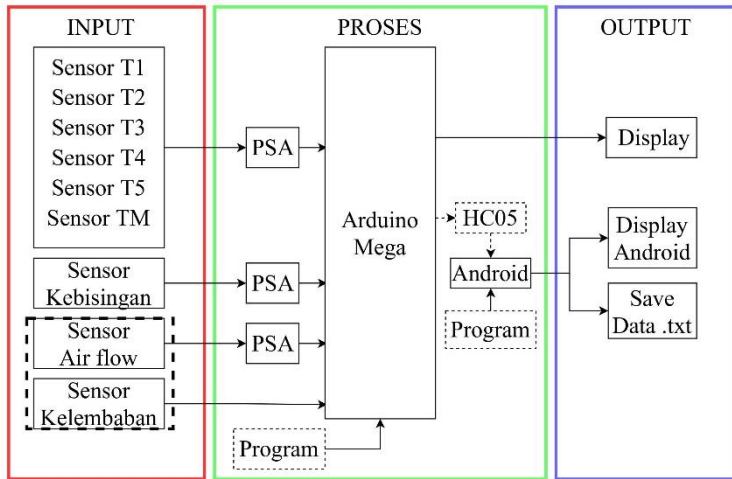 INPUT
Sensor T1
Sensor T2
Sensor T3
Sensor T4
Sensor T5
Sensor TM
Sensor
Kebisingan
Sensor
Air flow
Sensor
Kelembaban
PROSES
PSA
PSA
PSA
Arduino
Mega
HC05
Android
Program
Program
OUTPUT
Display
Display
Android
Save
Data .txt